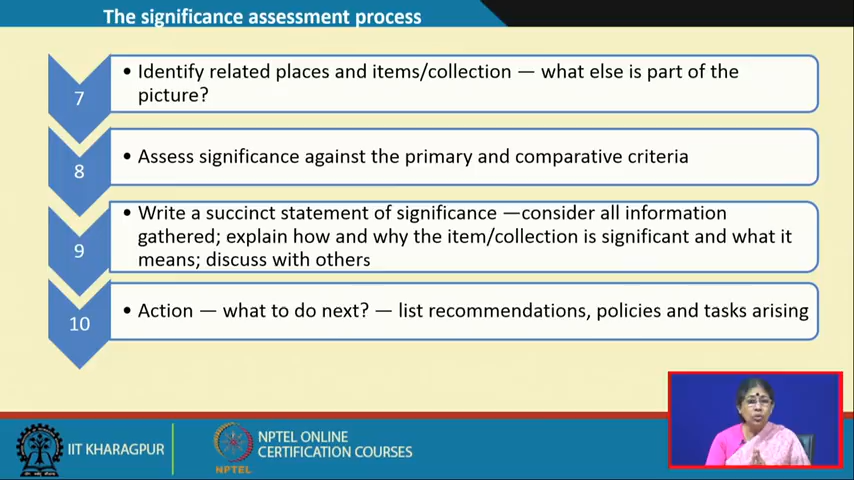 The significance assessment process
7
• Identify related places and items/collection — what else is part of the
picture?
8
• Assess significance against the primary and comparative criteria
9
• Write a succinct statement of significance —consider all information
gathered; explain how and why the item/collection is significant and what it
means; discuss with others
10
• Action — what to do next? — list recommendations, policies and tasks arising
IIT KHARAGPUR
NPTEL
NPTEL ONLINE
CERTIFICATION COURSES